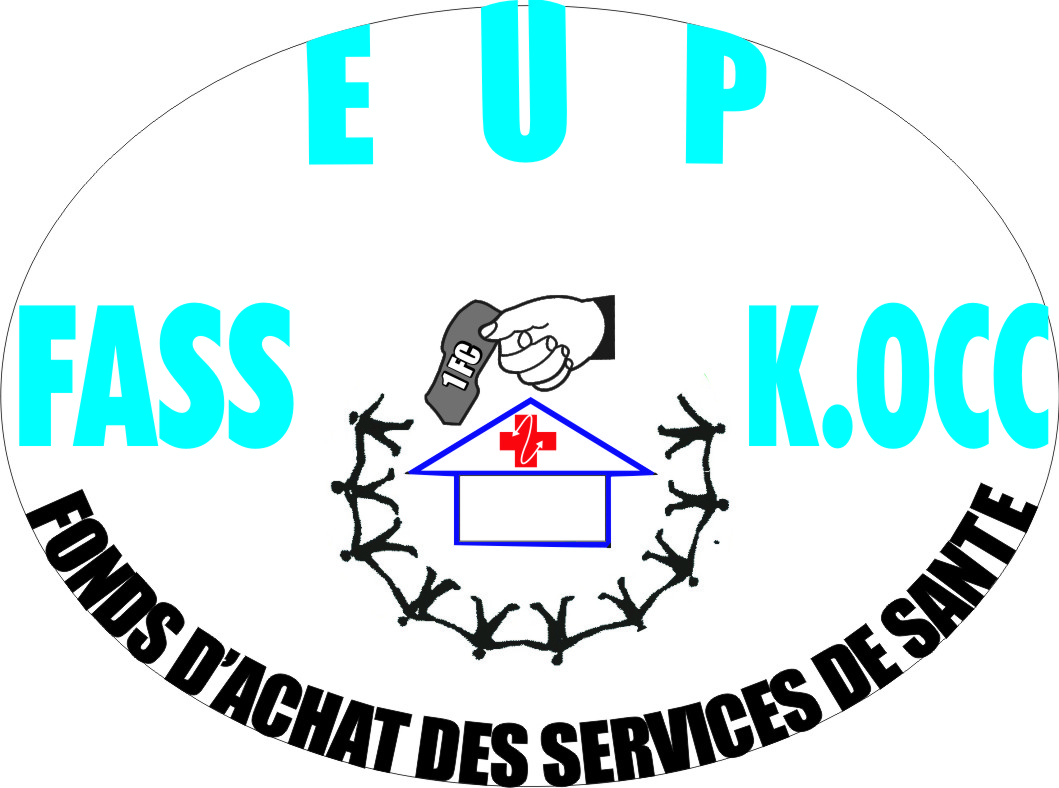 E U P
FASS
K.OCC
1FC
FONDS D'ACHAT DES SERVICES DE SANTE